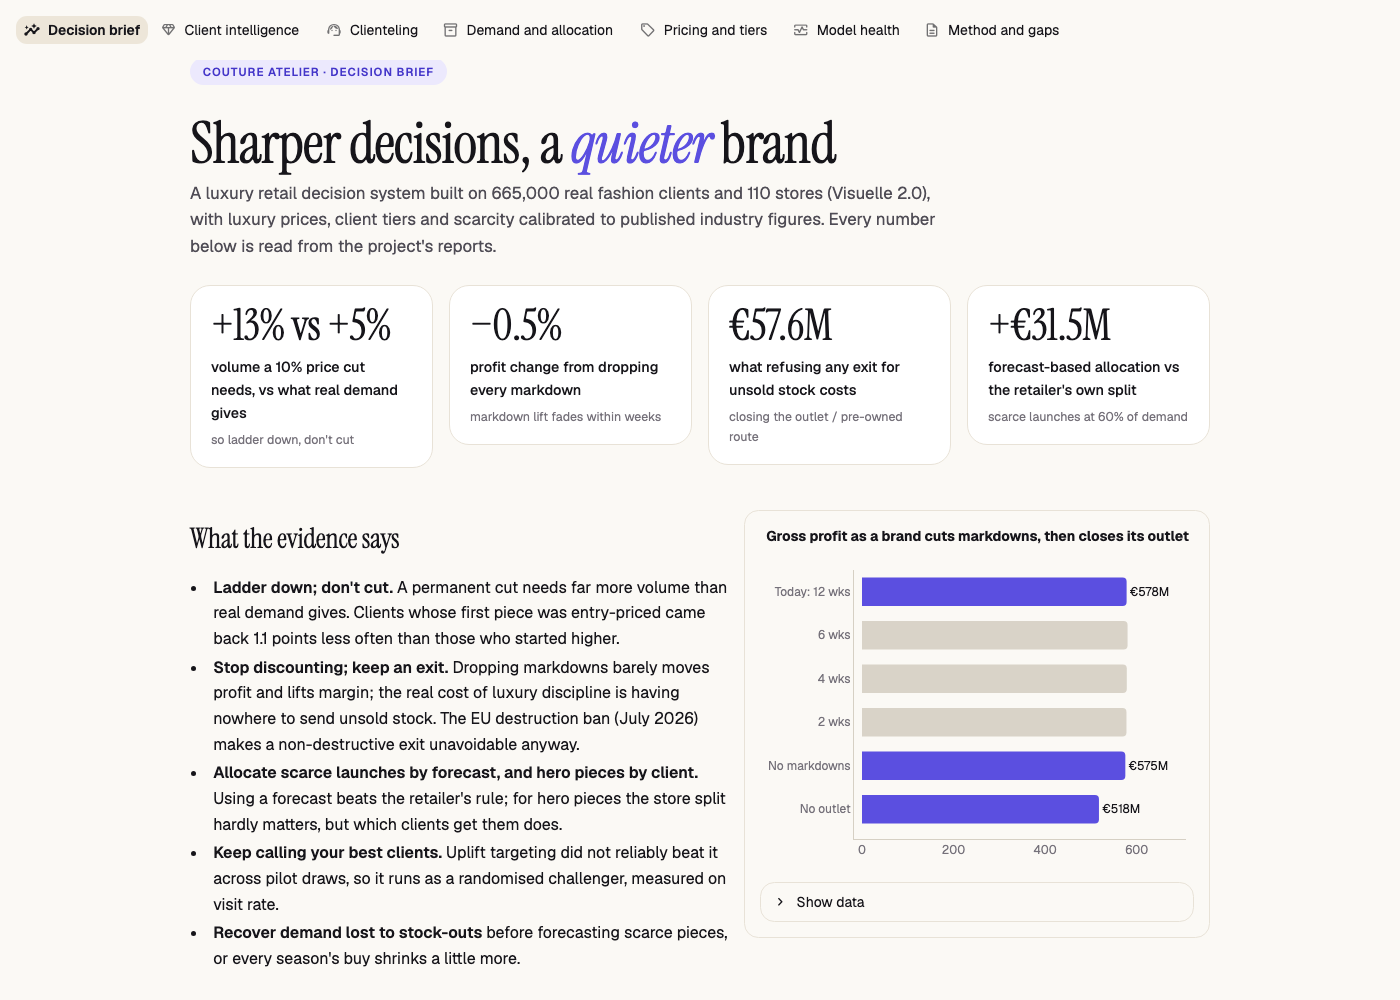 Decision brief
Client intelligence
Clienteling
Demand and allocation
Pricing and tiers
Model health
Method and gaps
COUTURE ATELIER · DECISION BRIEF
Sharper decisions, a quieter brand
A luxury retail decision system built on 665,000 real fashion clients and 110 stores (Visuelle 2.0),
with luxury prices, client tiers and scarcity calibrated to published industry figures. Every number
below is read from the project's reports.
+13% vs +5%
volume a 10% price cut
needs, vs what real demand
gives
so ladder down, don't cut
−0.5%
profit change from dropping
every markdown
markdown lift fades within weeks
€57.6M
what refusing any exit for
unsold stock costs
closing the outlet / pre-owned
route
+€31.5M
forecast-based allocation vs
the retailer's own split
scarce launches at 60% of demand
What the evidence says
• Ladder down; don't cut. A permanent cut needs far more volume than
real demand gives. Clients whose first piece was entry-priced came
back 1.1 points less often than those who started higher.
• Stop discounting; keep an exit. Dropping markdowns barely moves
profit and lifts margin; the real cost of luxury discipline is having
nowhere to send unsold stock. The EU destruction ban (July 2026)
makes a non-destructive exit unavoidable anyway.
• Allocate scarce launches by forecast, and hero pieces by client.
Using a forecast beats the retailer's rule; for hero pieces the store split
hardly matters, but which clients get them does.
• Keep calling your best clients. Uplift targeting did not reliably beat it
across pilot draws, so it runs as a randomised challenger, measured on
visit rate.
• Recover demand lost to stock-outs before forecasting scarce pieces,
or every season's buy shrinks a little more.
Gross profit as a brand cuts markdowns, then closes its outlet
Today: 12 wks €578M
6 wks
4 wks
2 wks
No markdowns €575M
No outlet €518M
0 200 400 600
Show data